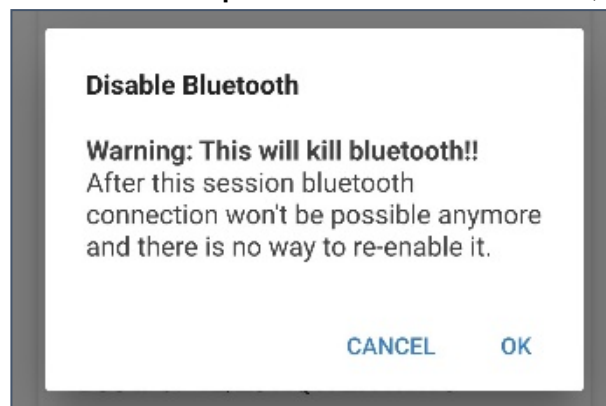 Disable Bluetooth
Warning: This will kill bluetooth!!
After this session bluetooth
connection won't be possible anymore
and there is no way to re-enable it.
CANCEL
OK